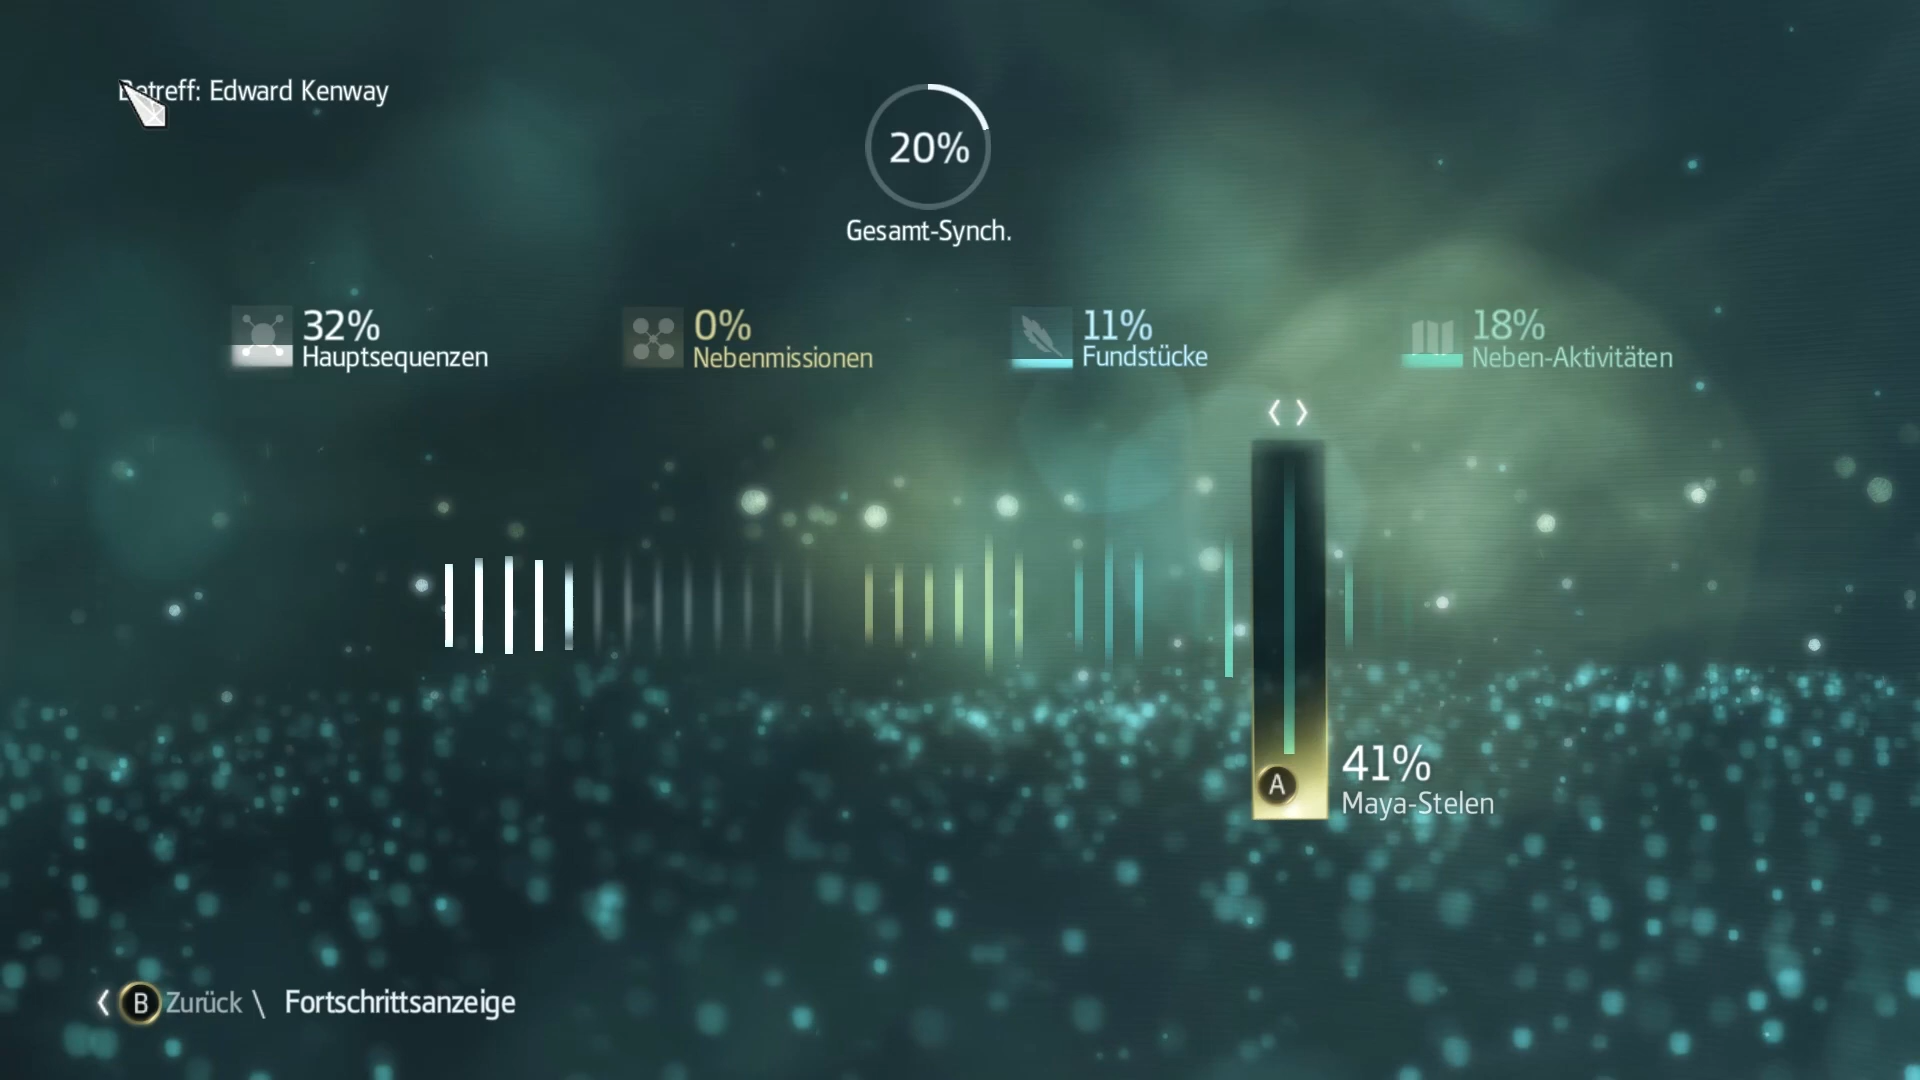 Betreff: Edward Kenway
20%
Gesamt-Synch.
32%
Hauptsequenzen
0%
Nebenmissionen
11%
Fundstücke
18%
Neben-Aktivitäten
A
41%
Maya-Stelen
B Zurück \ Fortschrittsanzeige